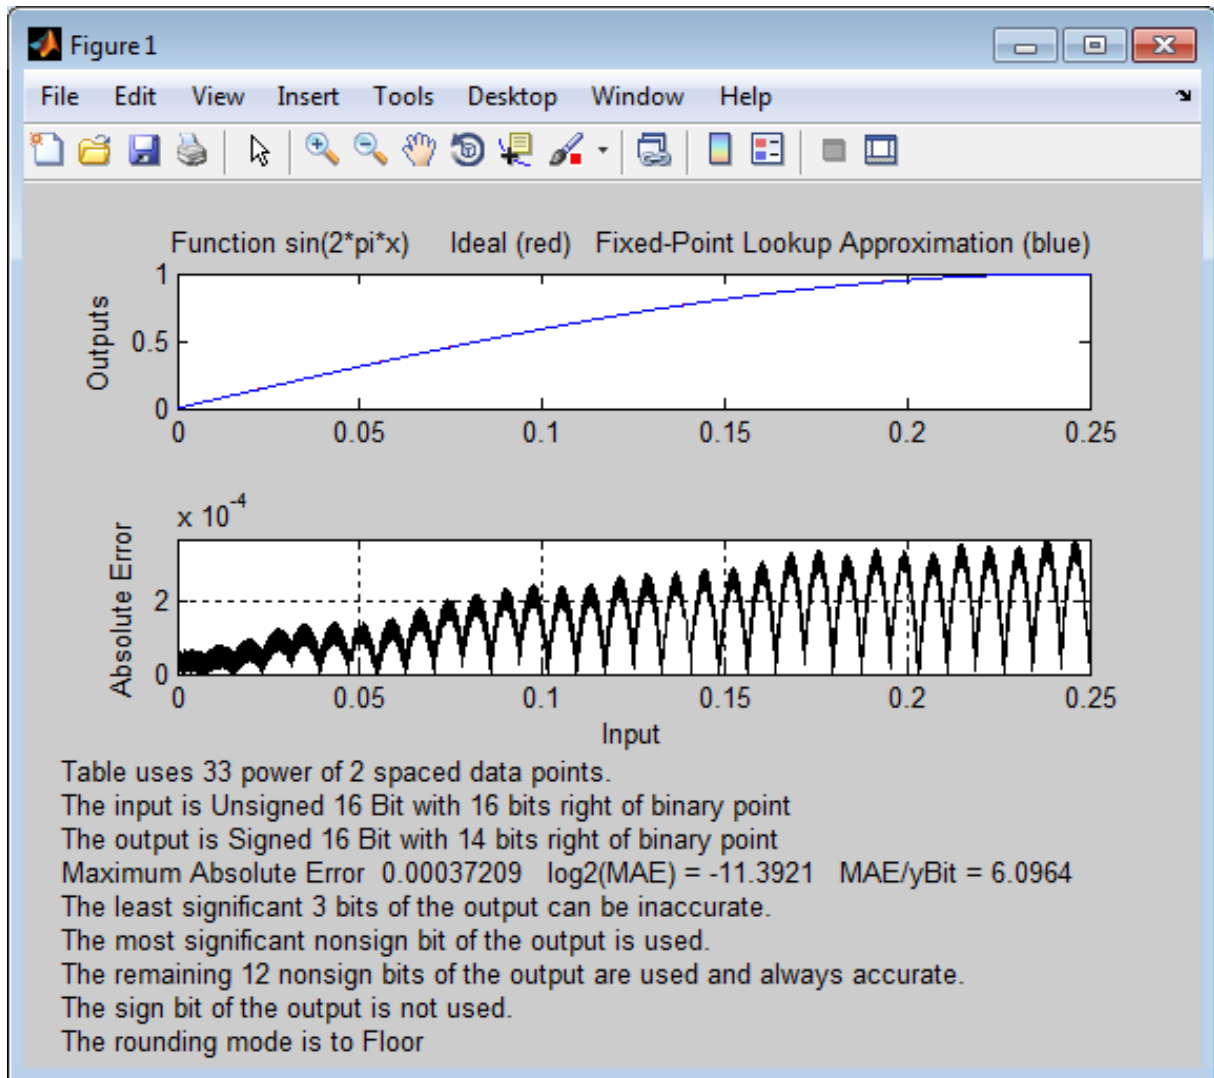 Figure 1
File Edit View Insert Tools Desktop Window Help
Function sin(2*pi*x) Ideal (red) Fixed-Point Lookup Approximation (blue)
Outputs
1
0.5
0
0 0.05 0.1 0.15 0.2 0.25
x 10^-4
Absolute Error
2
0
0 0.05 0.1 0.15 0.2 0.25
Input
Table uses 33 power of 2 spaced data points.
The input is Unsigned 16 Bit with 16 bits right of binary point
The output is Signed 16 Bit with 14 bits right of binary point
Maximum Absolute Error 0.00037209 log2(MAE) = -11.3921 MAE/yBit = 6.0964
The least significant 3 bits of the output can be inaccurate.
The most significant nonsign bit of the output is used.
The remaining 12 nonsign bits of the output are used and always accurate.
The sign bit of the output is not used.
The rounding mode is to Floor